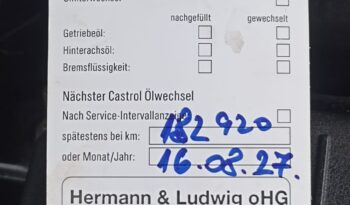 nachgefüllt gewechselt
Getriebeöl:
Hinterachsöl:
Bremsflüssigkeit:
Nächster Castrol Ölwechsel
Nach Service-Intervallanzeige
spätestens bei km: 182 920
oder Monat/Jahr: 16.08.27.
Hermann & Ludwig oHG